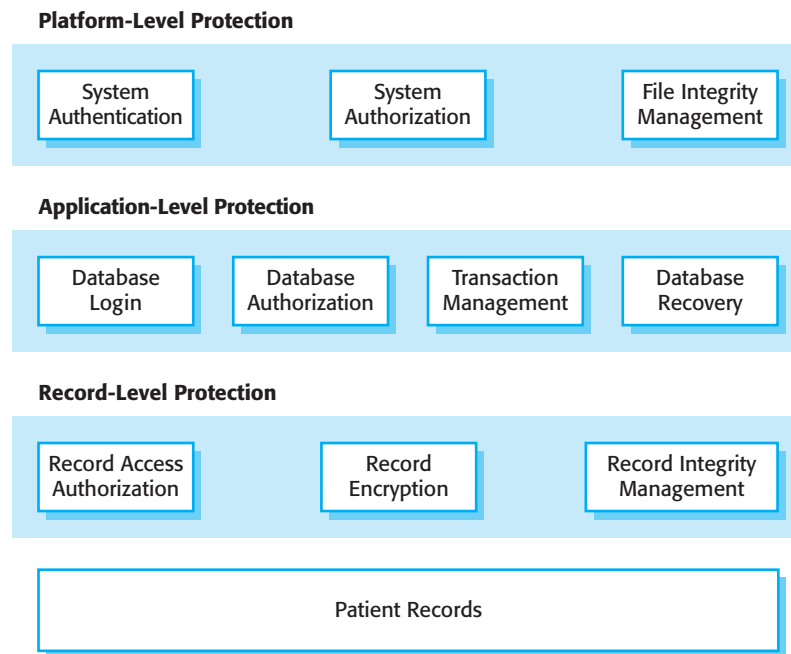 Platform-Level Protection
System
Authentication
System
Authorization
File Integrity
Management
Application-Level Protection
Database
Login
Database
Authorization
Transaction
Management
Database
Recovery
Record-Level Protection
Record Access
Authorization
Record
Encryption
Record Integrity
Management
Patient Records